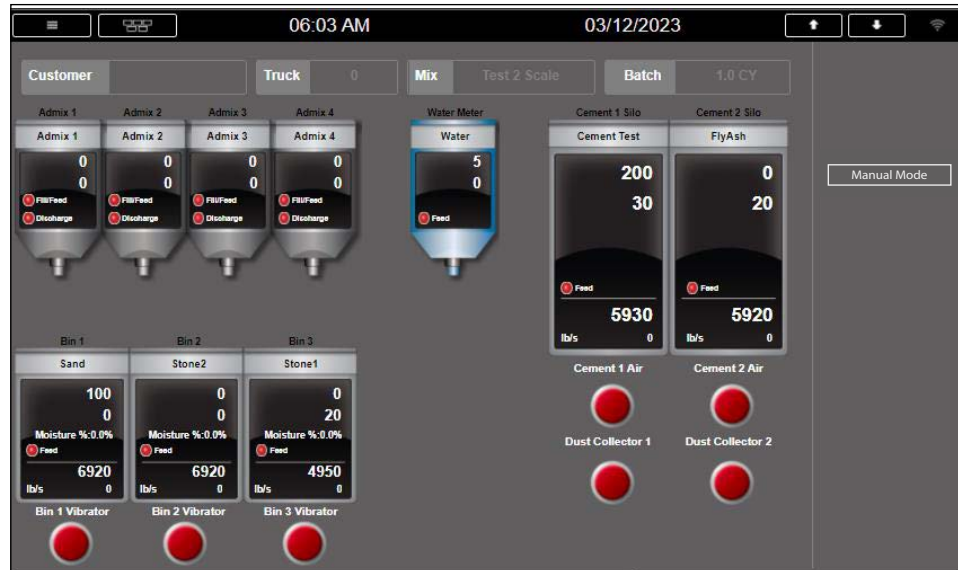 06:03 AM 03/12/2023
Customer Truck 0 Mix Test 2 Scale Batch 1.0 CY
Admix 1 Admix 2 Admix 3 Admix 4 Water Meter Cement 1 Silo Cement 2 Silo
Admix 1 Admix 2 Admix 3 Admix 4 Water Cement Test FlyAsh
0 0 0 0 5 200 0
0 0 0 0 0 30 20
Manual Mode
Fill/Feed Fill/Feed Fill/Feed Fill/Feed
Discharge Discharge Discharge Discharge Feed
Feed Feed
5930 5920
lb/s 0 lb/s 0
Bin 1 Bin 2 Bin 3
Sand Stone2 Stone1
Cement 1 Air Cement 2 Air
100 0 0
0 0 20
Moisture %:0.0% Moisture %:0.0% Moisture %:0.0%
Dust Collector 1 Dust Collector 2
Feed Feed Feed
6920 6920 4950
lb/s 0 lb/s 0 lb/s 0
Bin 1 Vibrator Bin 2 Vibrator Bin 3 Vibrator